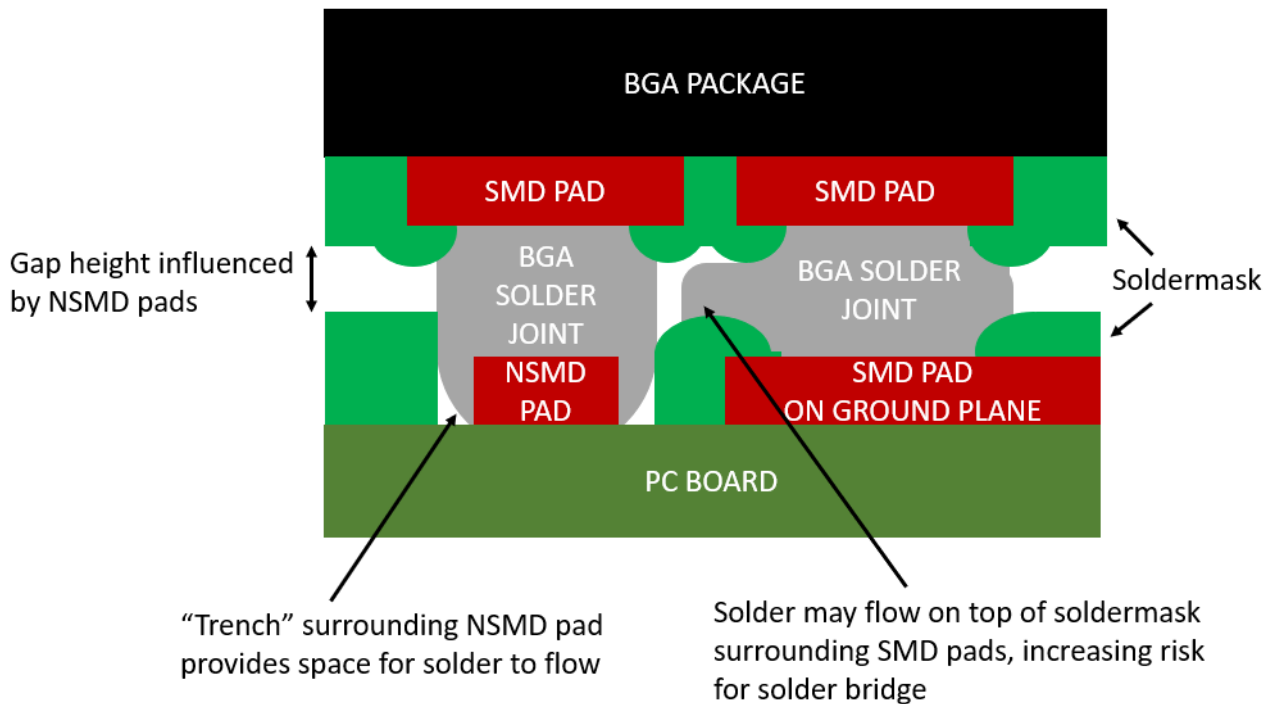 BGA PACKAGE
SMD PAD
SMD PAD
Gap height influenced
by NSMD pads
BGA
SOLDER
JOINT
BGA SOLDER
JOINT
Soldermask
NSMD
PAD
SMD PAD
ON GROUND PLANE
PC BOARD
“Trench” surrounding NSMD pad
provides space for solder to flow
Solder may flow on top of soldermask
surrounding SMD pads, increasing risk
for solder bridge